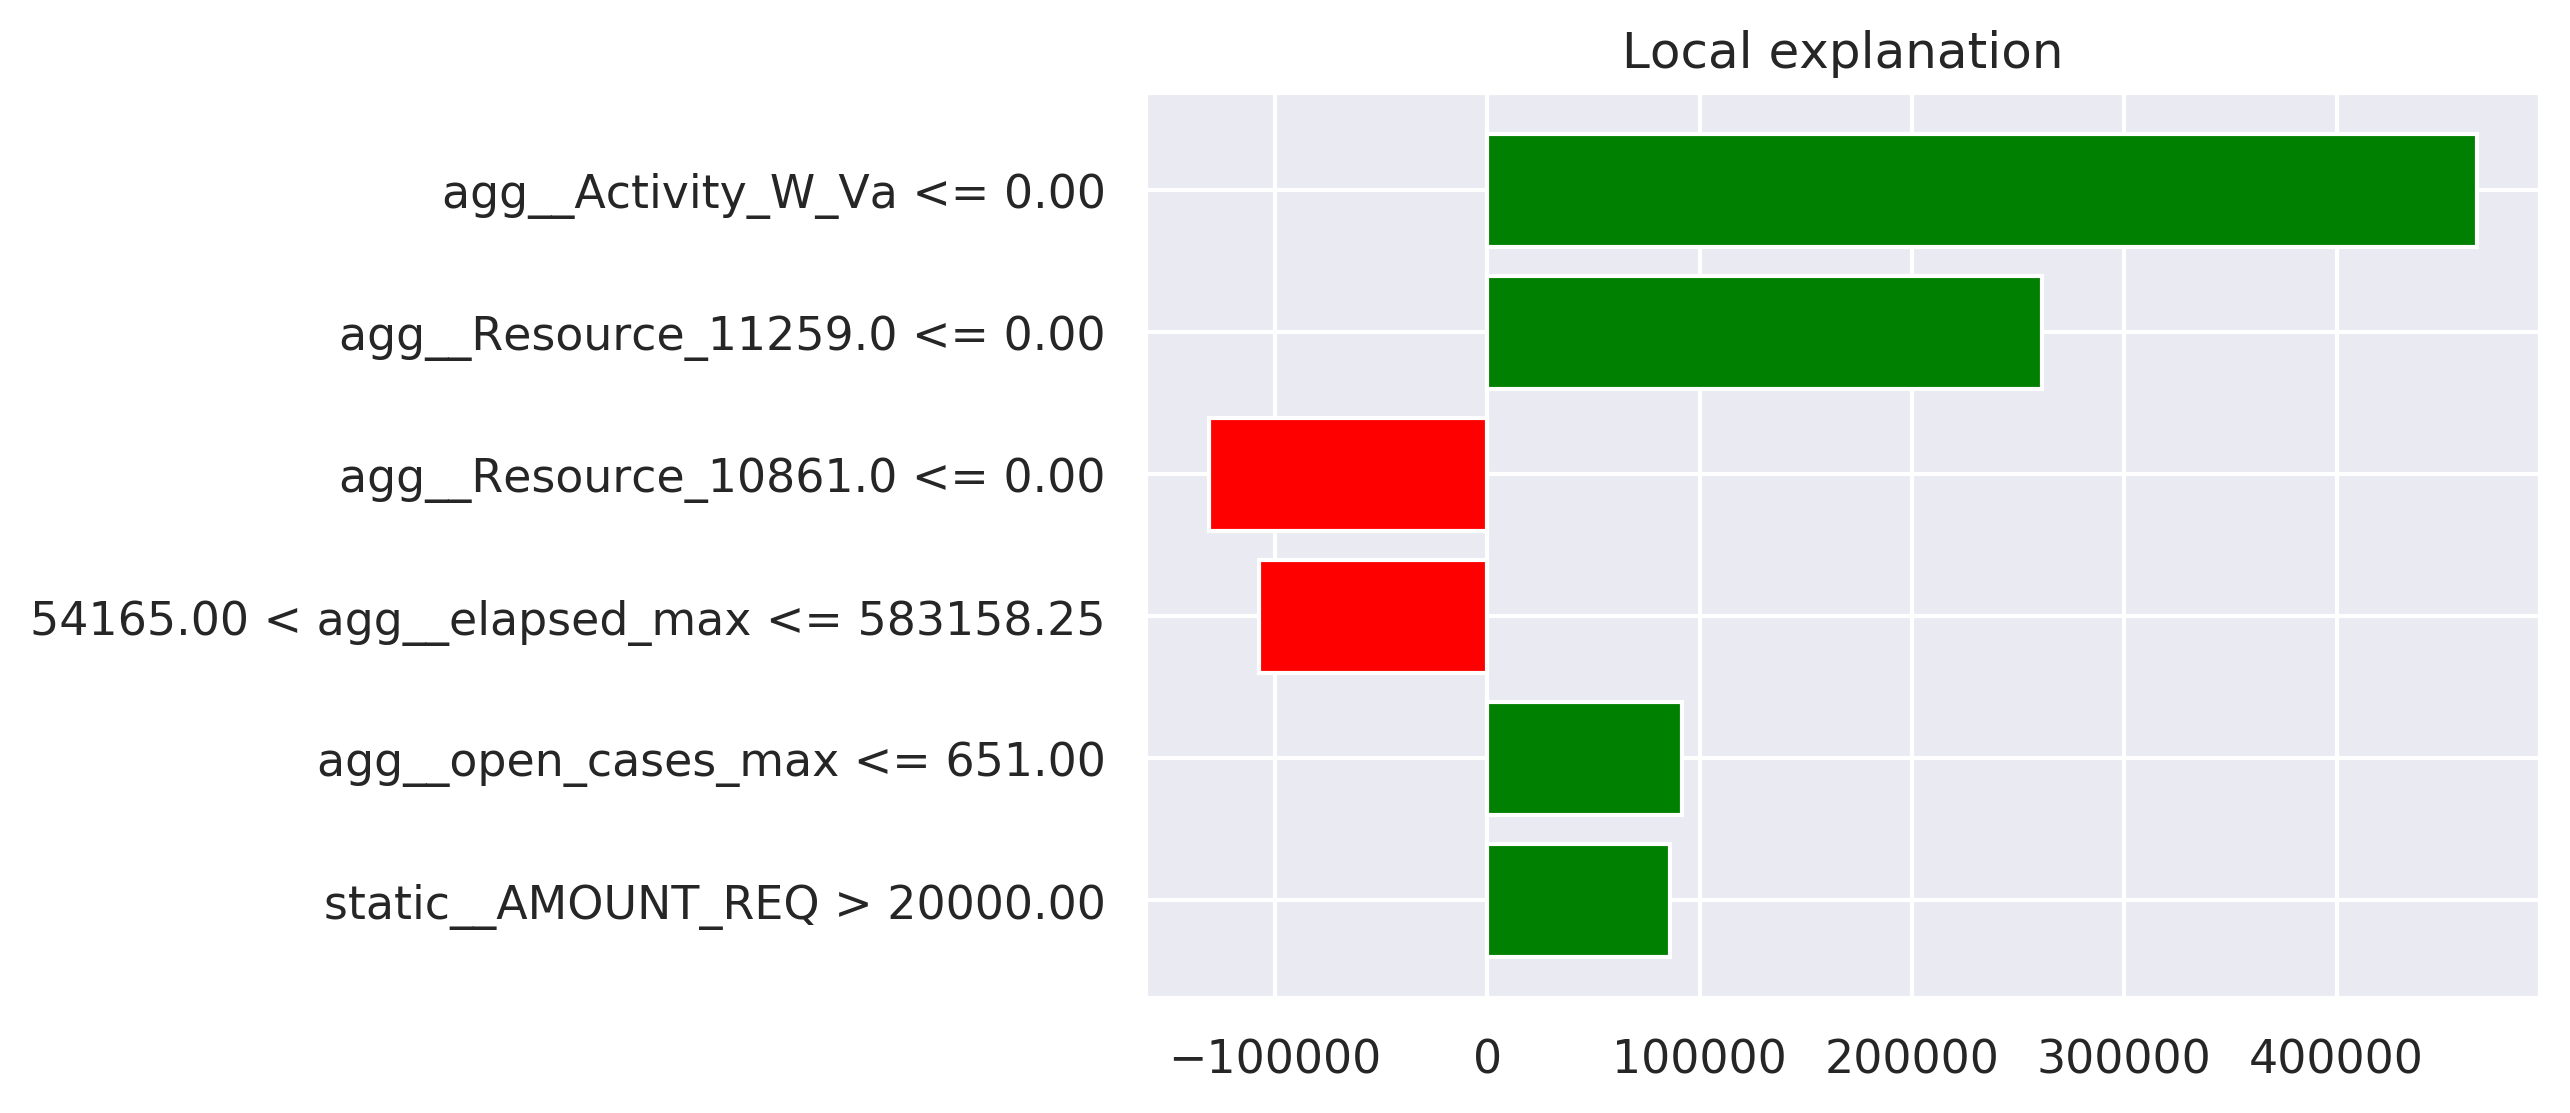 Local explanation
agg__Activity_W_Va <= 0.00
agg__Resource_11259.0 <= 0.00
agg__Resource_10861.0 <= 0.00
54165.00 < agg__elapsed_max <= 583158.25
agg__open_cases_max <= 651.00
static__AMOUNT_REQ > 20000.00
−100000 0 100000 200000 300000 400000